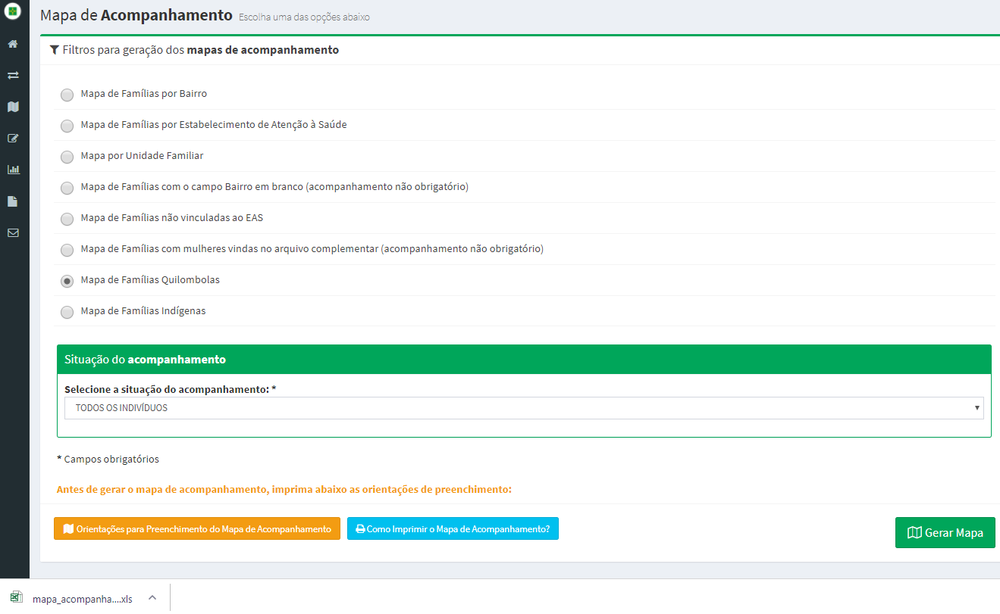 Mapa de Acompanhamento Escolha uma das opções abaixo
Filtros para geração dos mapas de acompanhamento
Mapa de Famílias por Bairro
Mapa de Famílias por Estabelecimento de Atenção à Saúde
Mapa por Unidade Familiar
Mapa de Famílias com o campo Bairro em branco (acompanhamento não obrigatório)
Mapa de Famílias não vinculadas ao EAS
Mapa de Famílias com mulheres vindas no arquivo complementar (acompanhamento não obrigatório)
Mapa de Famílias Quilombolas
Mapa de Famílias Indígenas
Situação do acompanhamento
Selecione a situação do acompanhamento: *
TODOS OS INDIVÍDUOS
* Campos obrigatórios
Antes de gerar o mapa de acompanhamento, imprima abaixo as orientações de preenchimento:
Orientações para Preenchimento do Mapa de Acompanhamento
Como Imprimir o Mapa de Acompanhamento?
Gerar Mapa
mapa_acompanha....xls